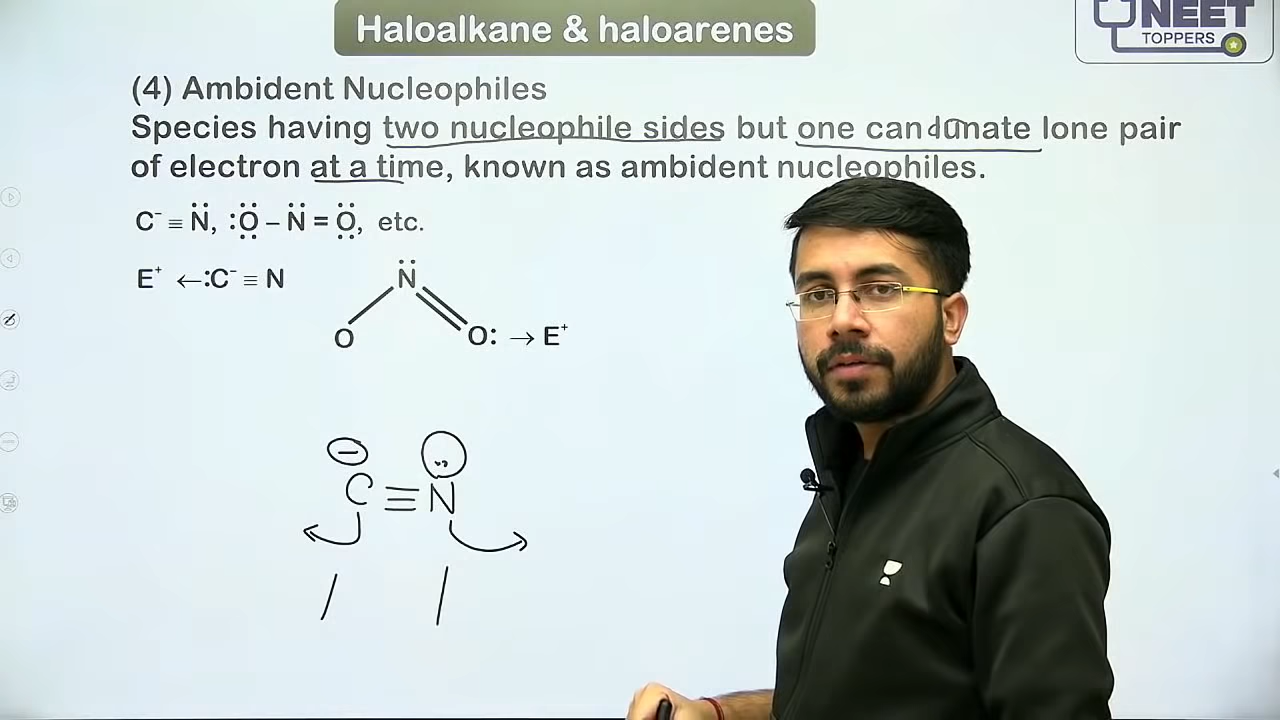 Haloalkane & haloarenes
NEET
TOPPERS
(4) Ambident Nucleophiles
Species having two nucleophile sides but one can donate lone pair
of electron at a time, known as ambident nucleophiles.
C⁻ ≡ N̈, :Ö – N̈ = Ö, etc.
E⁺ ←:C⁻ ≡ N
N̈
O O: → E⁺
⊖ ..
C ≡ N